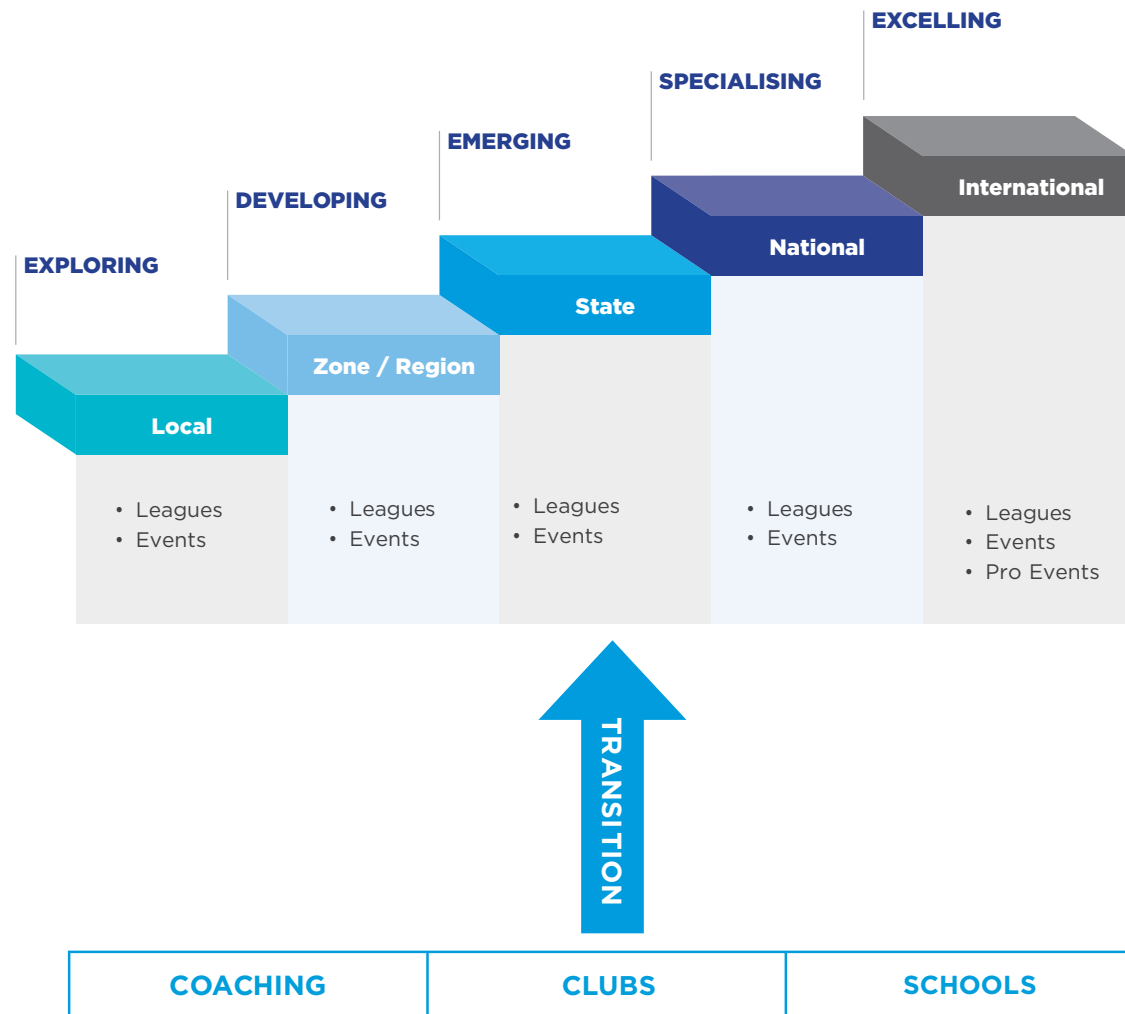 EXCELLING
SPECIALISING
EMERGING
DEVELOPING
EXPLORING
International
National
State
Zone / Region
Local
• Leagues
• Events
• Leagues
• Events
• Leagues
• Events
• Leagues
• Events
• Leagues
• Events
• Pro Events
TRANSITION
COACHING
CLUBS
SCHOOLS